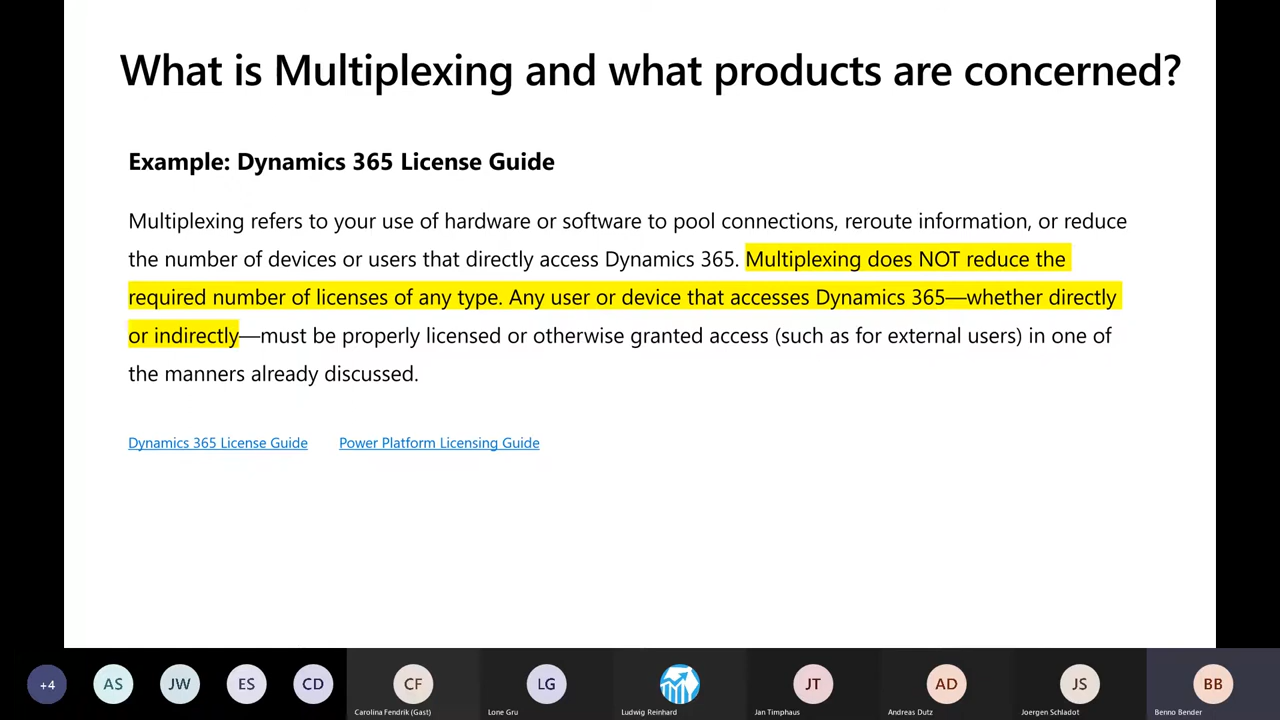 What is Multiplexing and what products are concerned?
Example: Dynamics 365 License Guide
Multiplexing refers to your use of hardware or software to pool connections, reroute information, or reduce
the number of devices or users that directly access Dynamics 365. Multiplexing does NOT reduce the
required number of licenses of any type. Any user or device that accesses Dynamics 365—whether directly
or indirectly—must be properly licensed or otherwise granted access (such as for external users) in one of
the manners already discussed.
Dynamics 365 License Guide Power Platform Licensing Guide
+4 AS JW ES CD CF LG JT AD JS BB
Carolina Fendrik (Gast) Lone Gru Ludwig Reinhard Jan Timphaus Andreas Dutz Joergen Schladot Benno Bender